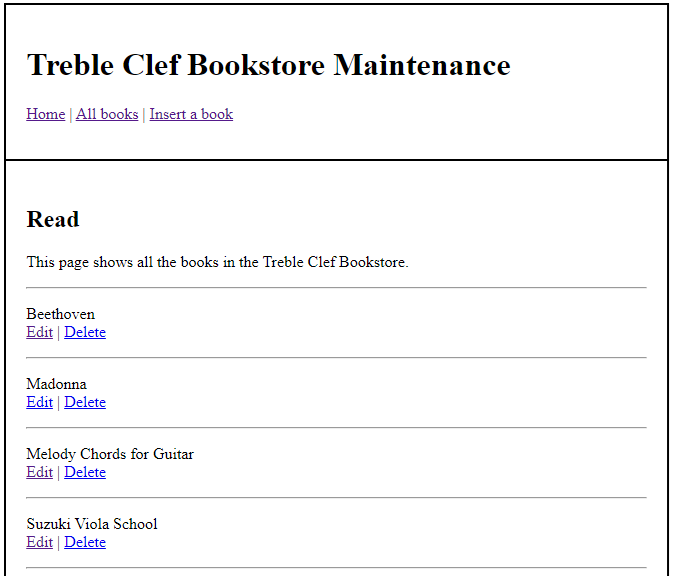 Treble Clef Bookstore Maintenance
Home | All books | Insert a book
Read
This page shows all the books in the Treble Clef Bookstore.
Beethoven
Edit | Delete
Madonna
Edit | Delete
Melody Chords for Guitar
Edit | Delete
Suzuki Viola School
Edit | Delete